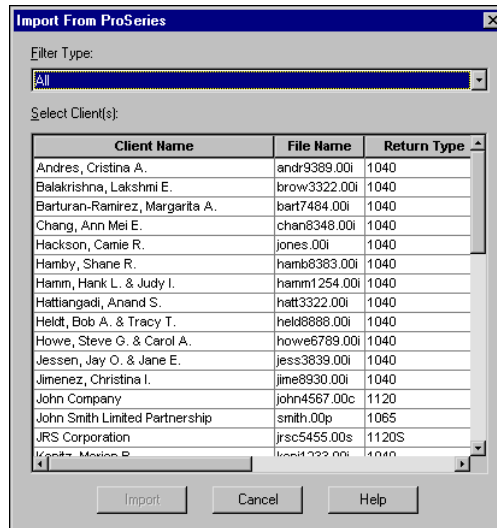 Import From ProSeries
Filter Type:
All
Select Client(s):
Client Name File Name Return Type
Andres, Cristina A. andr9389.00i 1040
Balakrishna, Lakshmi E. brow3322.00i 1040
Barturan-Ramirez, Margarita A. bart7484.00i 1040
Chang, Ann Mei E. chan8348.00i 1040
Hackson, Camie R. jones.00i 1040
Hamby, Shane R. hamb8383.00i 1040
Hamm, Hank L. & Judy I. hamm1254.00i 1040
Hattiangadi, Anand S. hatt3322.00i 1040
Heldt, Bob A. & Tracy T. held8888.00i 1040
Howe, Steve G. & Carol A. howe6789.00i 1040
Jessen, Jay O. & Jane E. jess3839.00i 1040
Jimenez, Christina I. jime8930.00i 1040
John Company john4567.00c 1120
John Smith Limited Partnership smith.00p 1065
JRS Corporation jrsc5455.00s 1120S
1040
Import Cancel Help